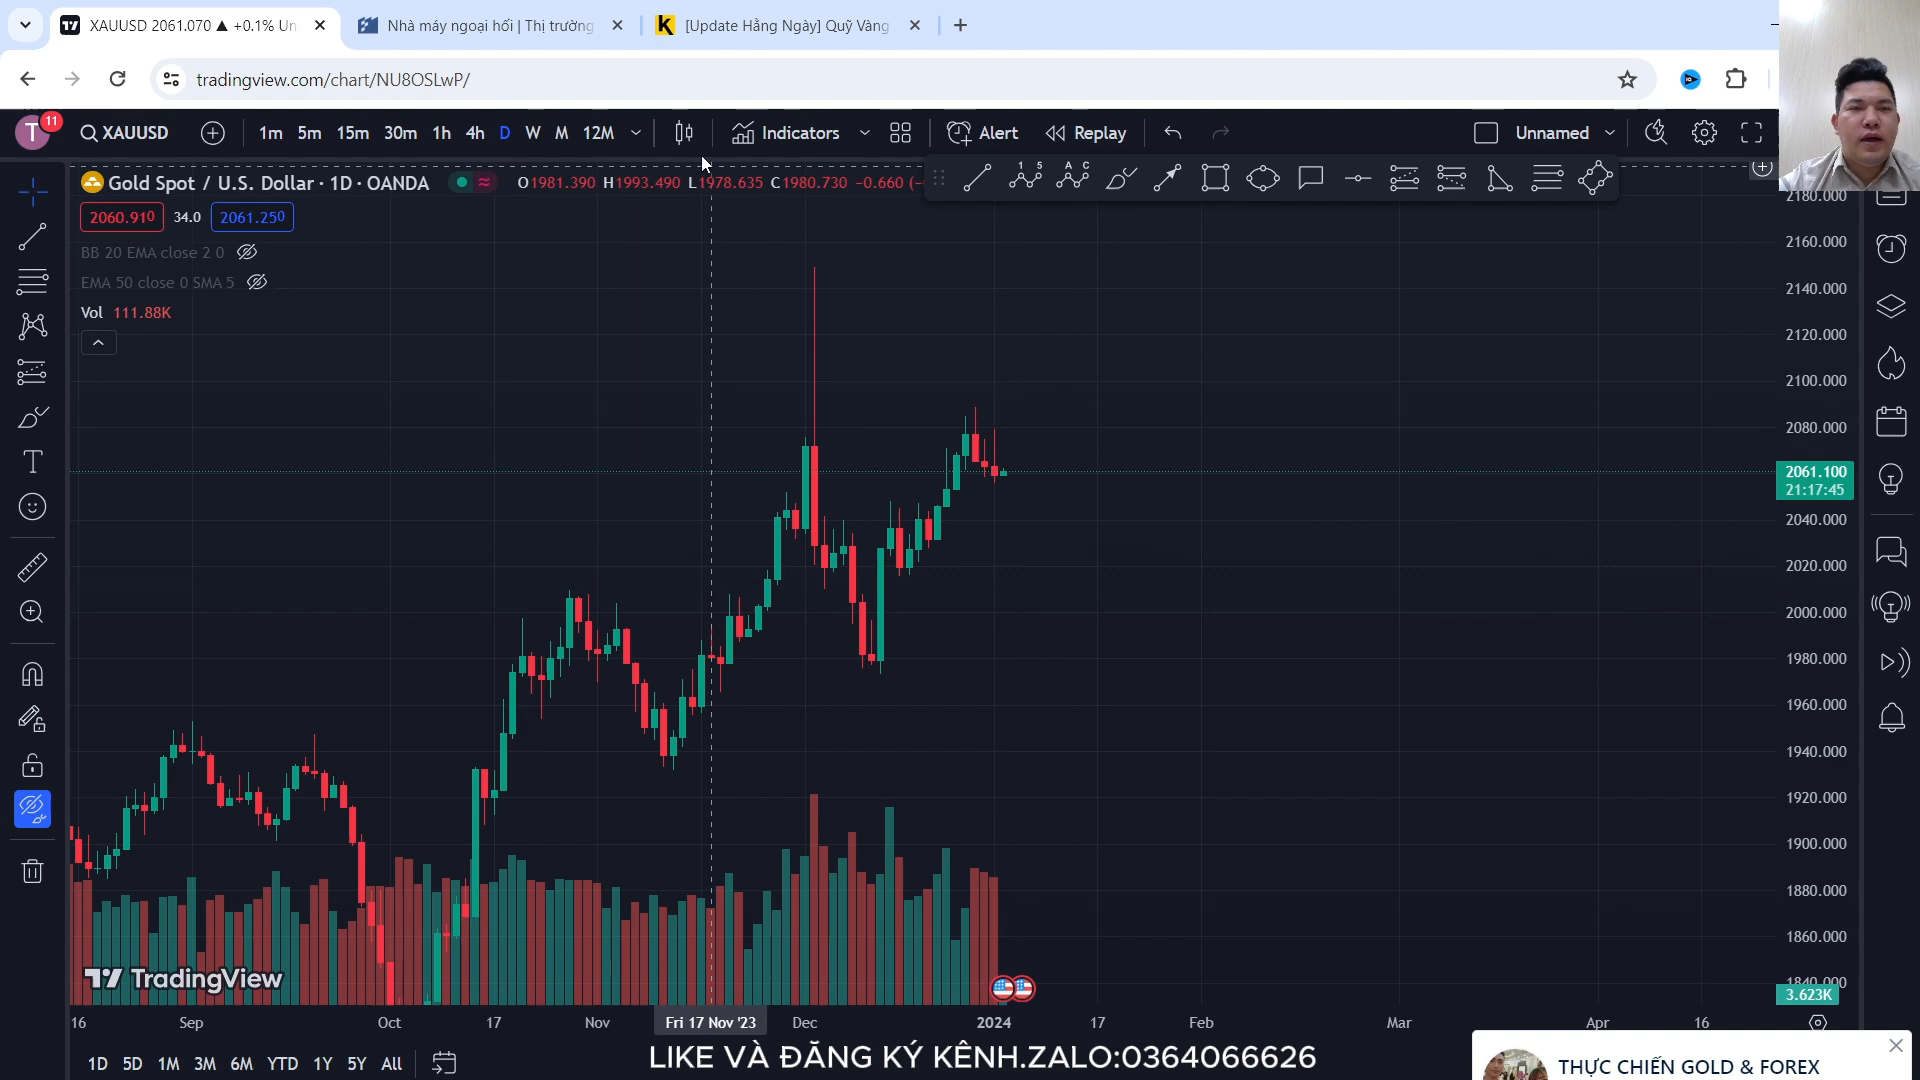 XAUUSD 2061.070 ▲ +0.1% Un
Nhà máy ngoại hối | Thị trường
[Update Hằng Ngày] Quỹ Vàng
tradingview.com/chart/NU8OSLwP/
T 11 XAUUSD 1m 5m 15m 30m 1h 4h D W M 12M Indicators Alert Replay Unnamed
Gold Spot / U.S. Dollar · 1D · OANDA O1981.390 H1993.490 L1978.635 C1980.730 −0.660 (−
2060.910 34.0 2061.250
BB 20 EMA close 2 0
EMA 50 close 0 SMA 5
Vol 111.88K
2180.000
2160.000
2140.000
2120.000
2100.000
2080.000
2061.100
21:17:45
2040.000
2020.000
2000.000
1980.000
1960.000
1940.000
1920.000
1900.000
1880.000
1860.000
1840.000
3.623K
TradingView
16 Sep Oct 17 Nov Fri 17 Nov '23 Dec 2024 17 Feb Mar Apr 16
1D 5D 1M 3M 6M YTD 1Y 5Y All
LIKE VÀ ĐĂNG KÝ KÊNH.ZALO:0364066626
THỰC CHIẾN GOLD & FOREX